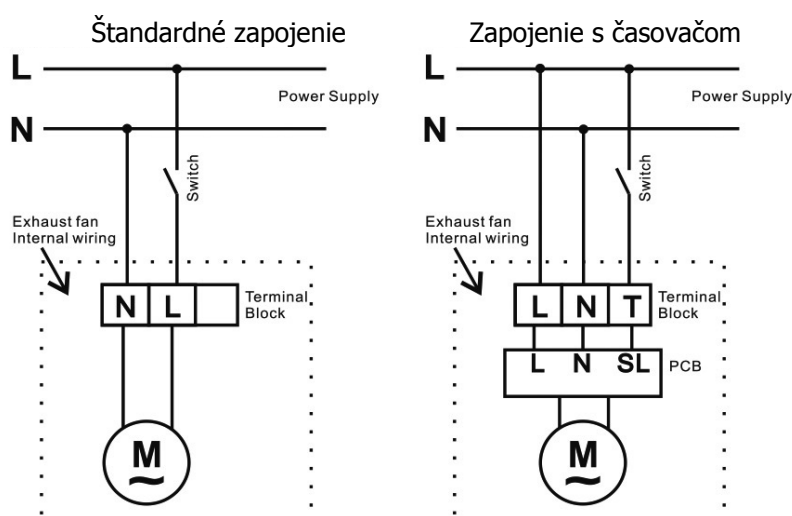 Štandardné zapojenie
L
Power Supply
N
Switch
Exhaust fan
Internal wiring
N L
Terminal
Block
M
~
Zapojenie s časovačom
L
Power Supply
N
Switch
Exhaust fan
Internal wiring
L N T
Terminal
Block
L N SL
PCB
M
~